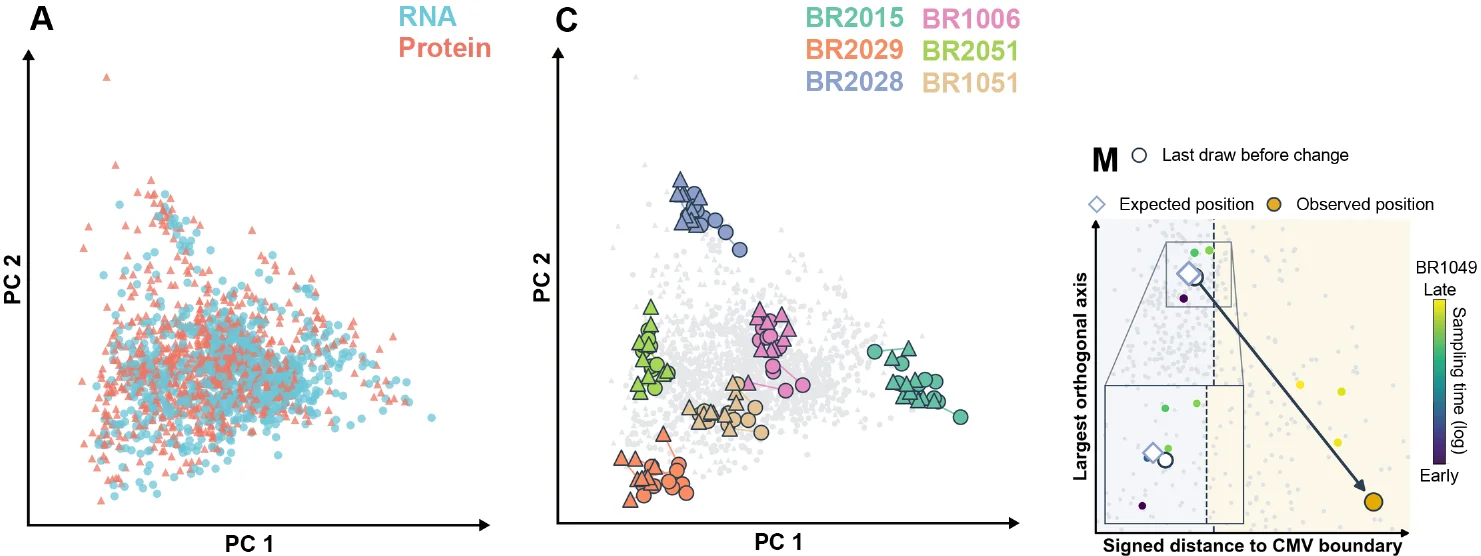 A
RNA
Protein
PC 2
PC 1
C
BR2015 BR1006
BR2029 BR2051
BR2028 BR1051
PC 2
PC 1
M
Last draw before change
Expected position
Observed position
Largest orthogonal axis
Signed distance to CMV boundary
BR1049
Late
Sampling time (log)
Early